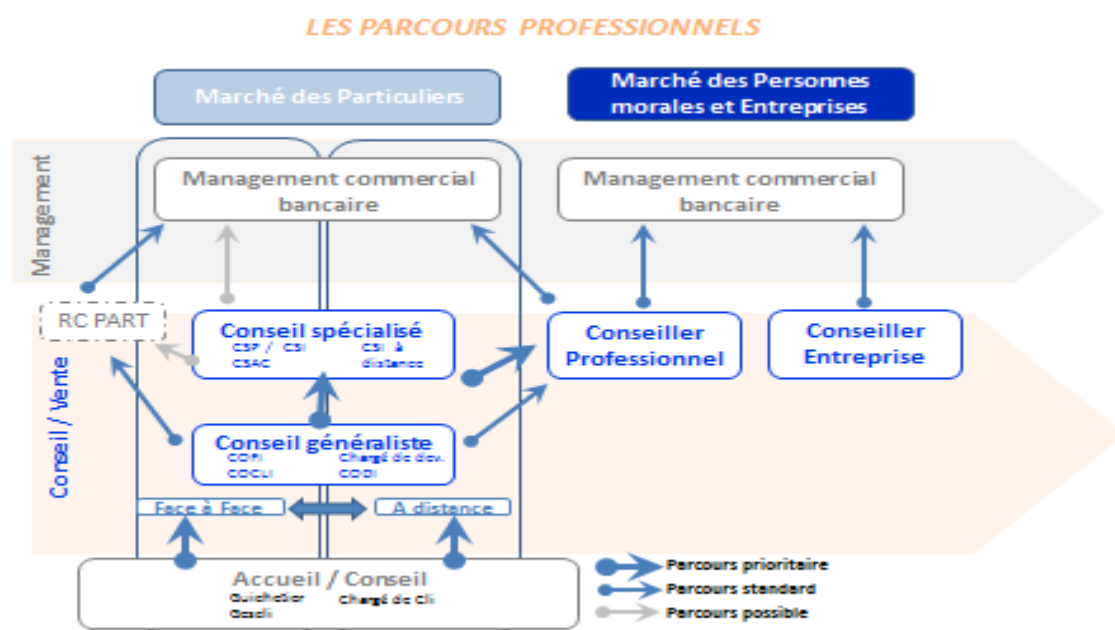 LES PARCOURS PROFESSIONNELS
Marché des Particuliers
Marché des Personnes
morales et Entreprises
Management
Management commercial
bancaire
Management commercial
bancaire
RC PART
Conseil / Vente
Conseil spécialisé
CSP / CSI
CSI à
CSAC
distance
Conseiller
Professionnel
Conseiller
Entreprise
Conseil généraliste
COFI
Chargé de dev.
COCLI
CODI
Face à Face
A distance
Accueil / Conseil
Guichetier
Chargé de Cli
Parcours prioritaire
Parcours standard
Parcours possible